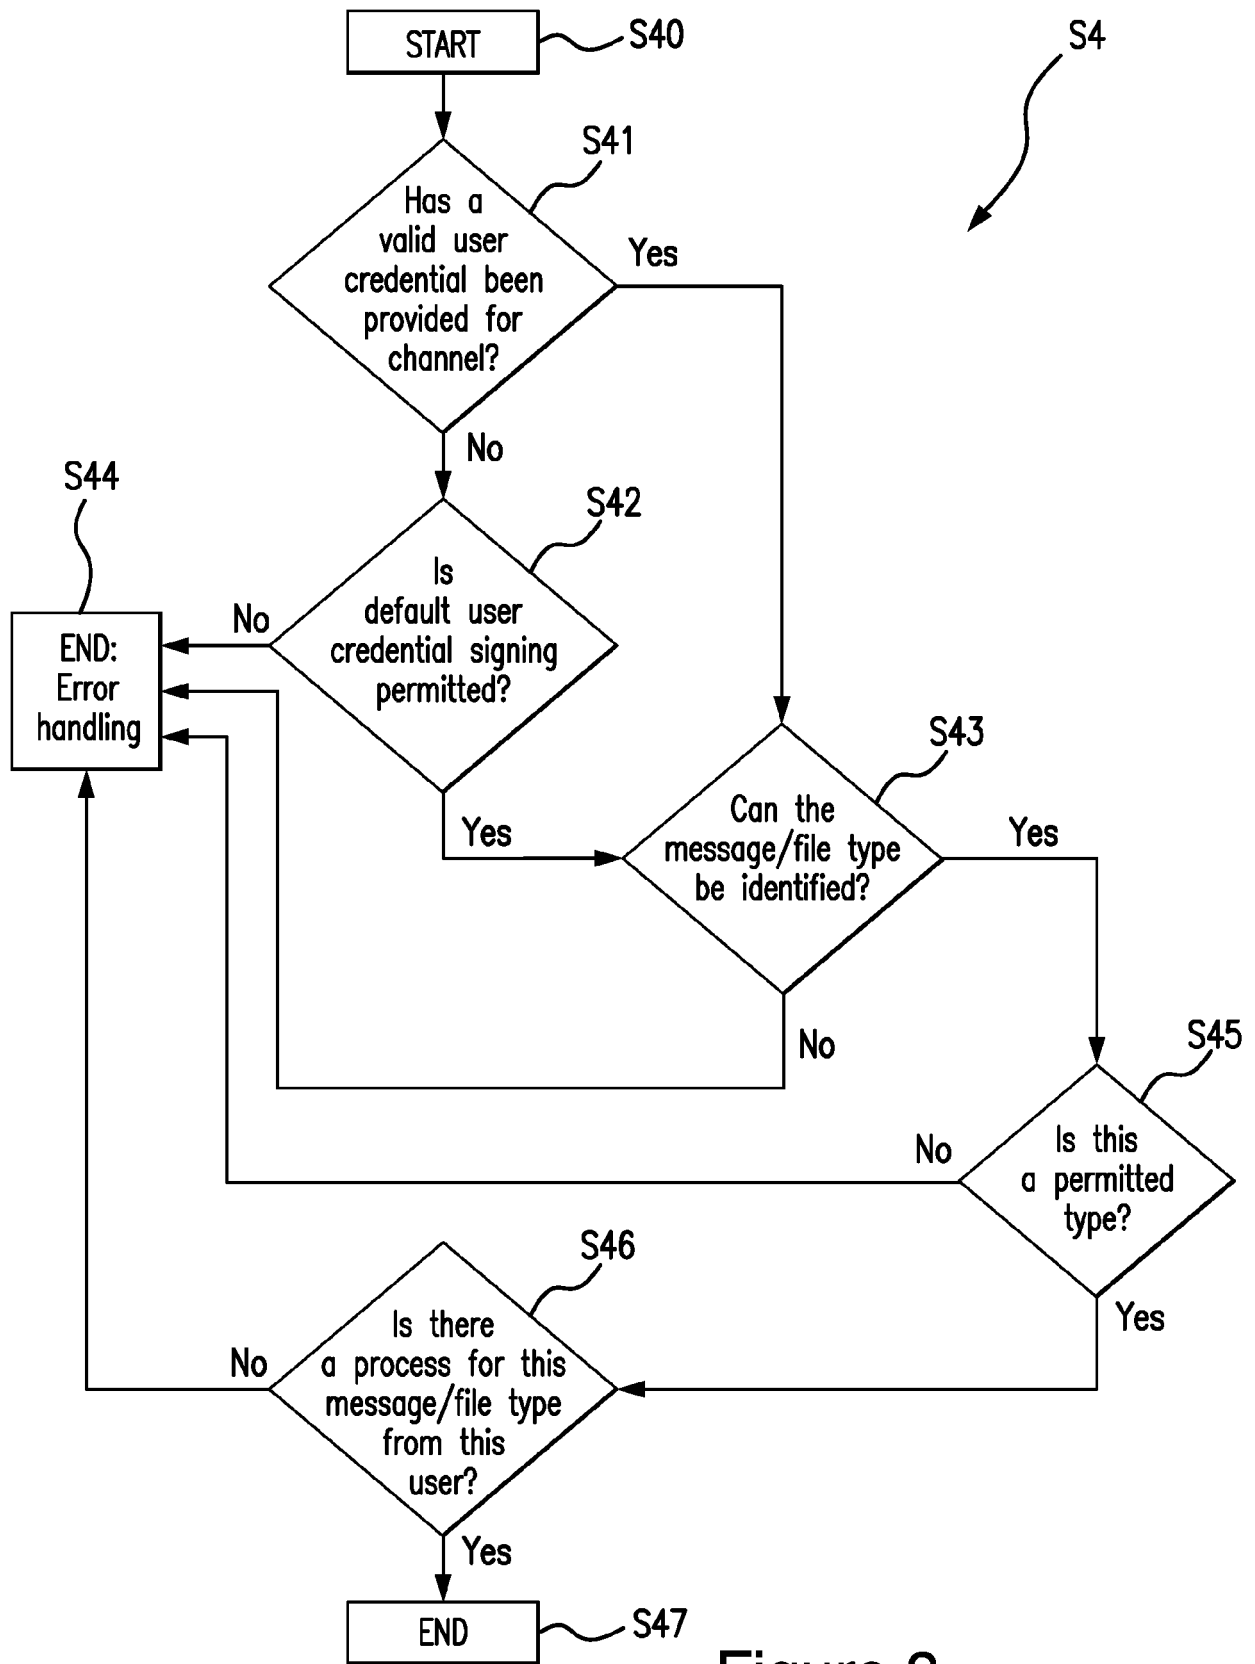 START
S40
S4
S41
Has a
valid user
credential been
provided for
channel?
Yes
No
S44
S42
Is
default user
credential signing
permitted?
No
END:
Error
handling
Yes
S43
Can the
message/file type
be identified?
Yes
No
S45
Is this
a permitted
type?
No
Yes
S46
Is there
a process for this
message/file type
from this
user?
No
Yes
END
S47
Figure